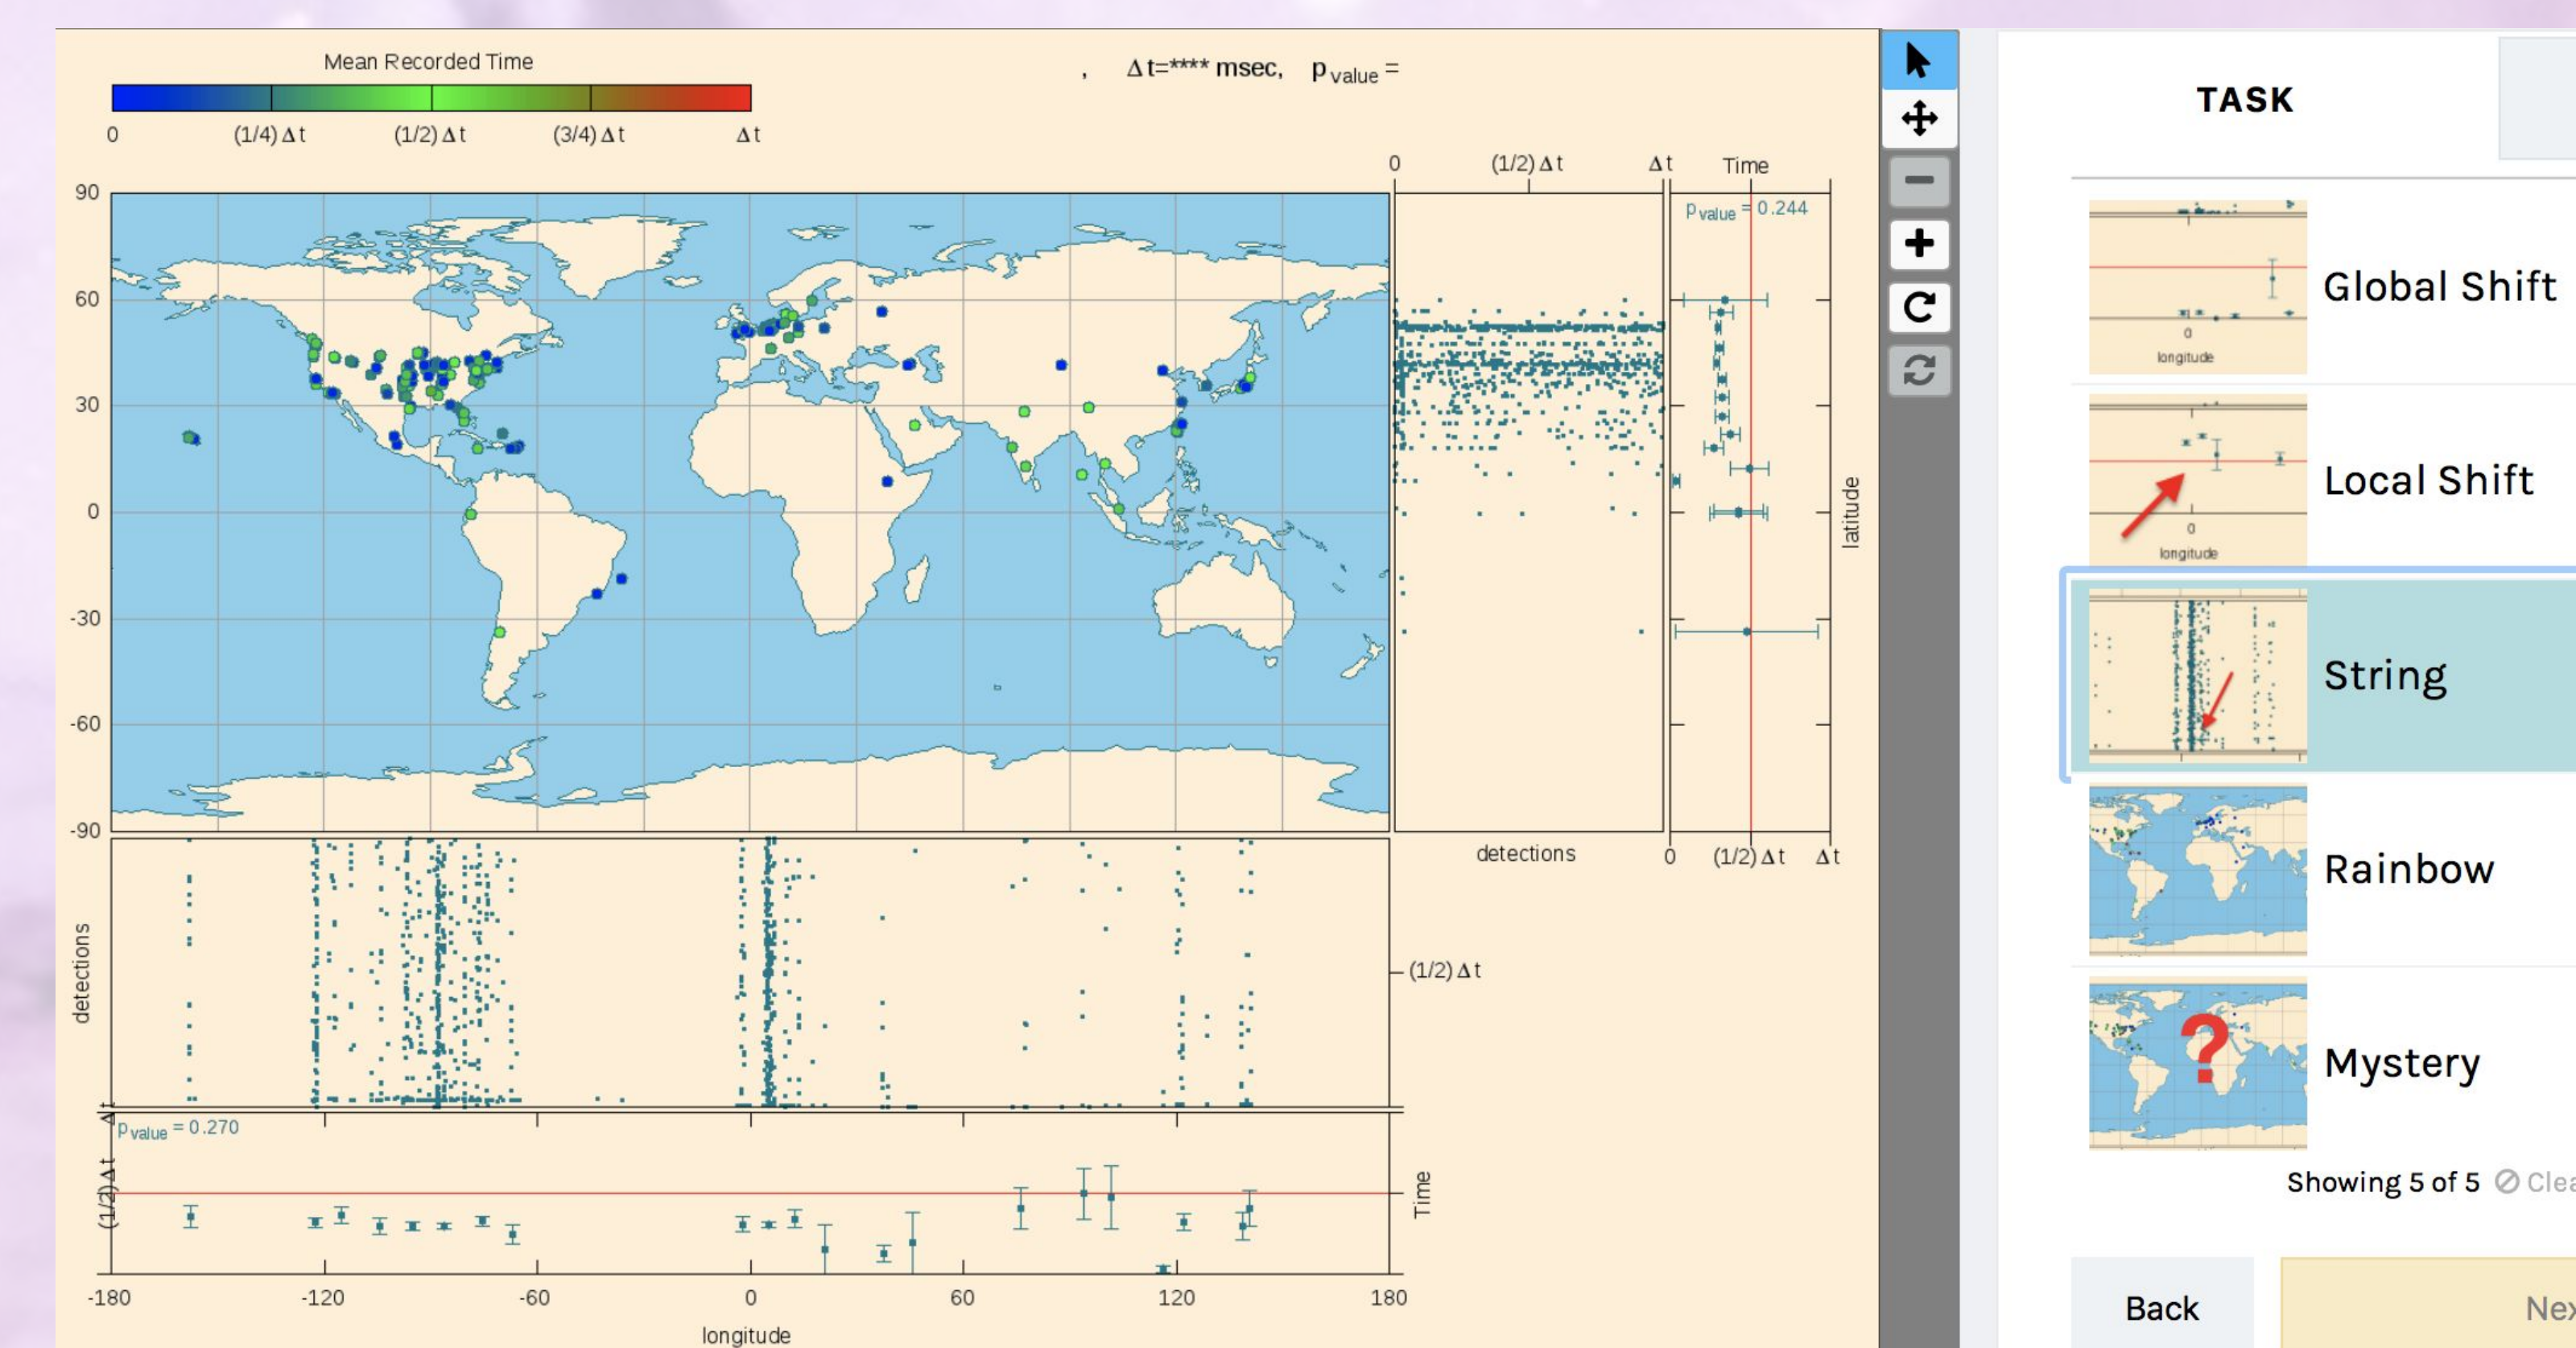 Mean Recorded Time
0 (1/4) Δt (1/2) Δt (3/4) Δt Δt
, Δt=**** msec, p value =
0 (1/2) Δt Δt Time
p value = 0.244
90
60
30
0
-30
-60
-90
latitude
detections
0 (1/2) Δt Δt
detections
(1/2) Δt
Δt
p value = 0.270
(1/2) Δt
Time
-180 -120 -60 0 60 120 180
longitude
TASK
0
longitude
Global Shift
0
longitude
Local Shift
String
Rainbow
?
Mystery
Showing 5 of 5
Back